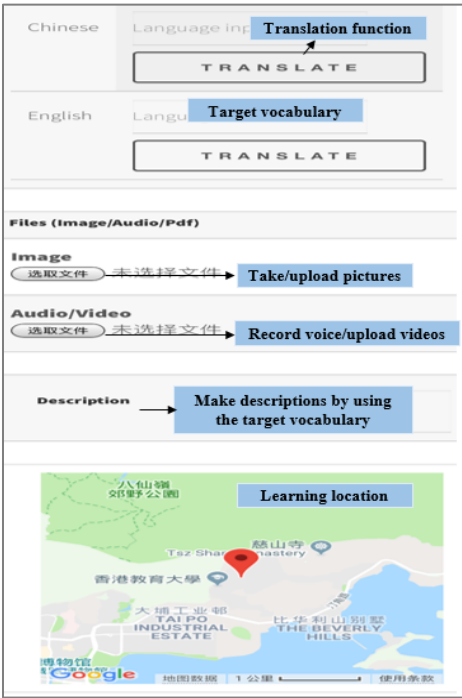 Chinese
Language inp
Translation function
TRANSLATE
English
Langu
Target vocabulary
TRANSLATE
Files (Image/Audio/Pdf)
Image
选取文件 未选择文件
Take/upload pictures
Audio/Video
选取文件 未选择文件
Record voice/upload videos
Description
Make descriptions by using
the target vocabulary
八仙嶺
郊野公園
Learning location
慈山寺
Tsz Shan Monastery
香港教育大學
大埔工业邨
TAI PO
INDUSTRIAL
ESTATE
比华利山别墅
THE BEVERLY
HILLS
博物馆
Google
地图数据
1 公里
使用条款